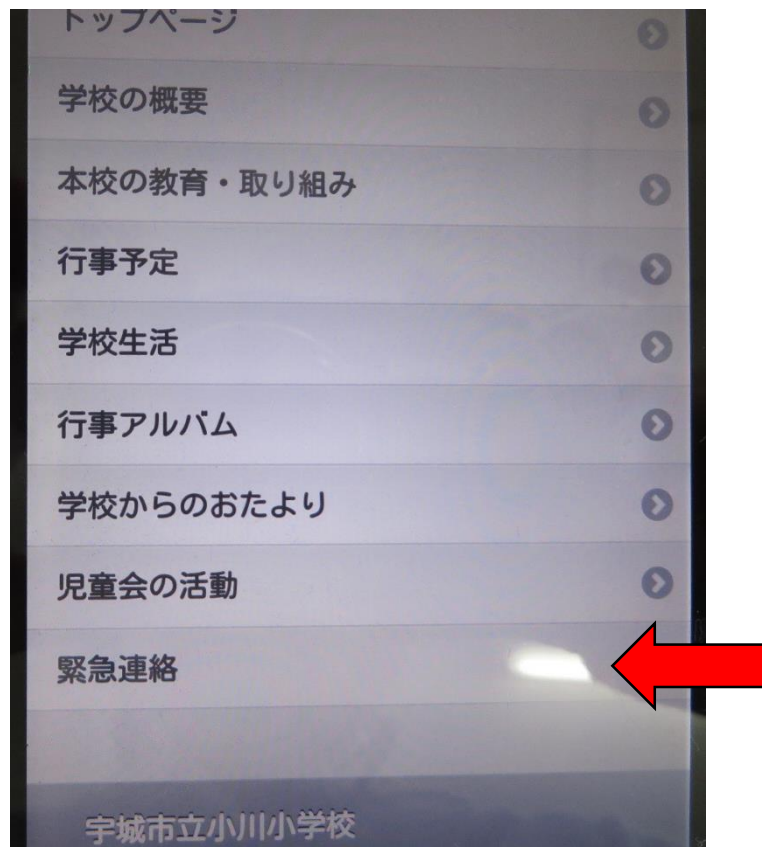 トップページ
学校の概要
本校の教育・取り組み
行事予定
学校生活
行事アルバム
学校からのおたより
児童会の活動
緊急連絡
宇城市立小川小学校